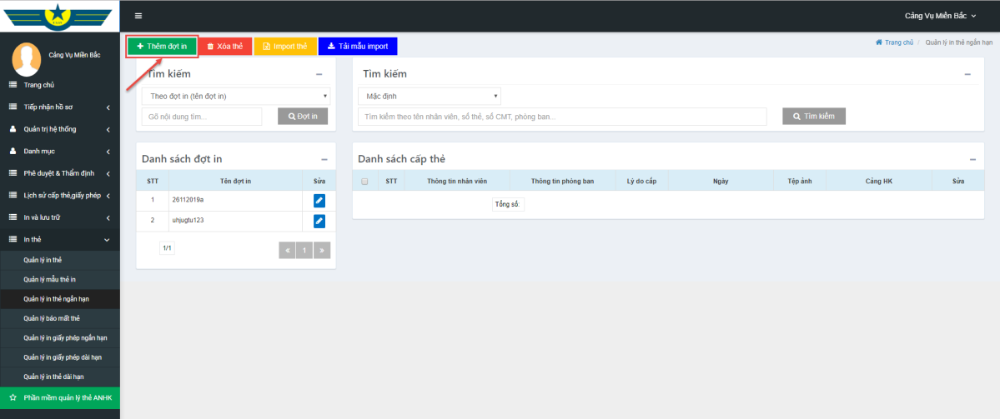 Cảng Vụ Miền Bắc
Cảng Vụ Miền Bắc
Trang chủ
Tiếp nhận hồ sơ
Quản trị hệ thống
Danh mục
Phê duyệt & Thẩm định
Lịch sử cấp thẻ,giấy phép
In và lưu trữ
In thẻ
Quản lý in thẻ
Quản lý mẫu thẻ in
Quản lý in thẻ ngắn hạn
Quản lý báo mất thẻ
Quản lý in giấy phép ngắn hạn
Quản lý in giấy phép dài hạn
Quản lý in thẻ dài hạn
Phần mềm quản lý thẻ ANHK
Thêm đợt in Xóa thẻ Import thẻ Tải mẫu import
Trang chủ / Quản lý in thẻ ngắn hạn
Tìm kiếm
Theo đợt in (tên đợt in)
Gõ nội dung tìm... Đợt in
Tìm kiếm
Mặc định
Tìm kiếm theo tên nhân viên, số thẻ, số CMT, phòng ban... Tìm kiếm
Danh sách đợt in
STT Tên đợt in Sửa
1 26112019a
2 uhjugtu123
1/1 « 1 »
Danh sách cấp thẻ
STT Thông tin nhân viên Thông tin phòng ban Lý do cấp Ngày Tệp ảnh Cảng HK Sửa
Tổng số: